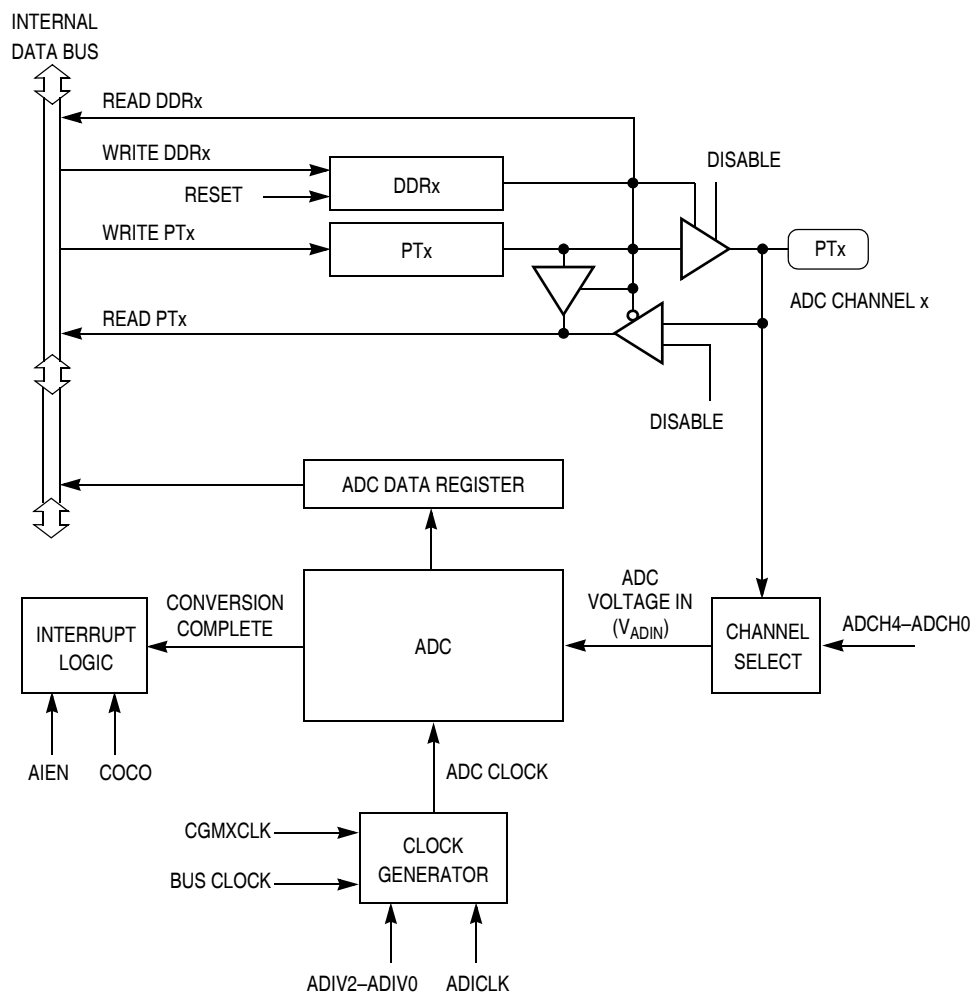 INTERNAL
DATA BUS
READ DDRx
WRITE DDRx
DISABLE
DDRx
RESET
WRITE PTx
PTx
PTx
ADC CHANNEL x
READ PTx
DISABLE
ADC DATA REGISTER
INTERRUPT
LOGIC
CONVERSION
COMPLETE
ADC
ADC
VOLTAGE IN
(VADIN)
CHANNEL
SELECT
ADCH4–ADCH0
AIEN
COCO
ADC CLOCK
CGMXCLK
BUS CLOCK
CLOCK
GENERATOR
ADIV2–ADIV0
ADICLK